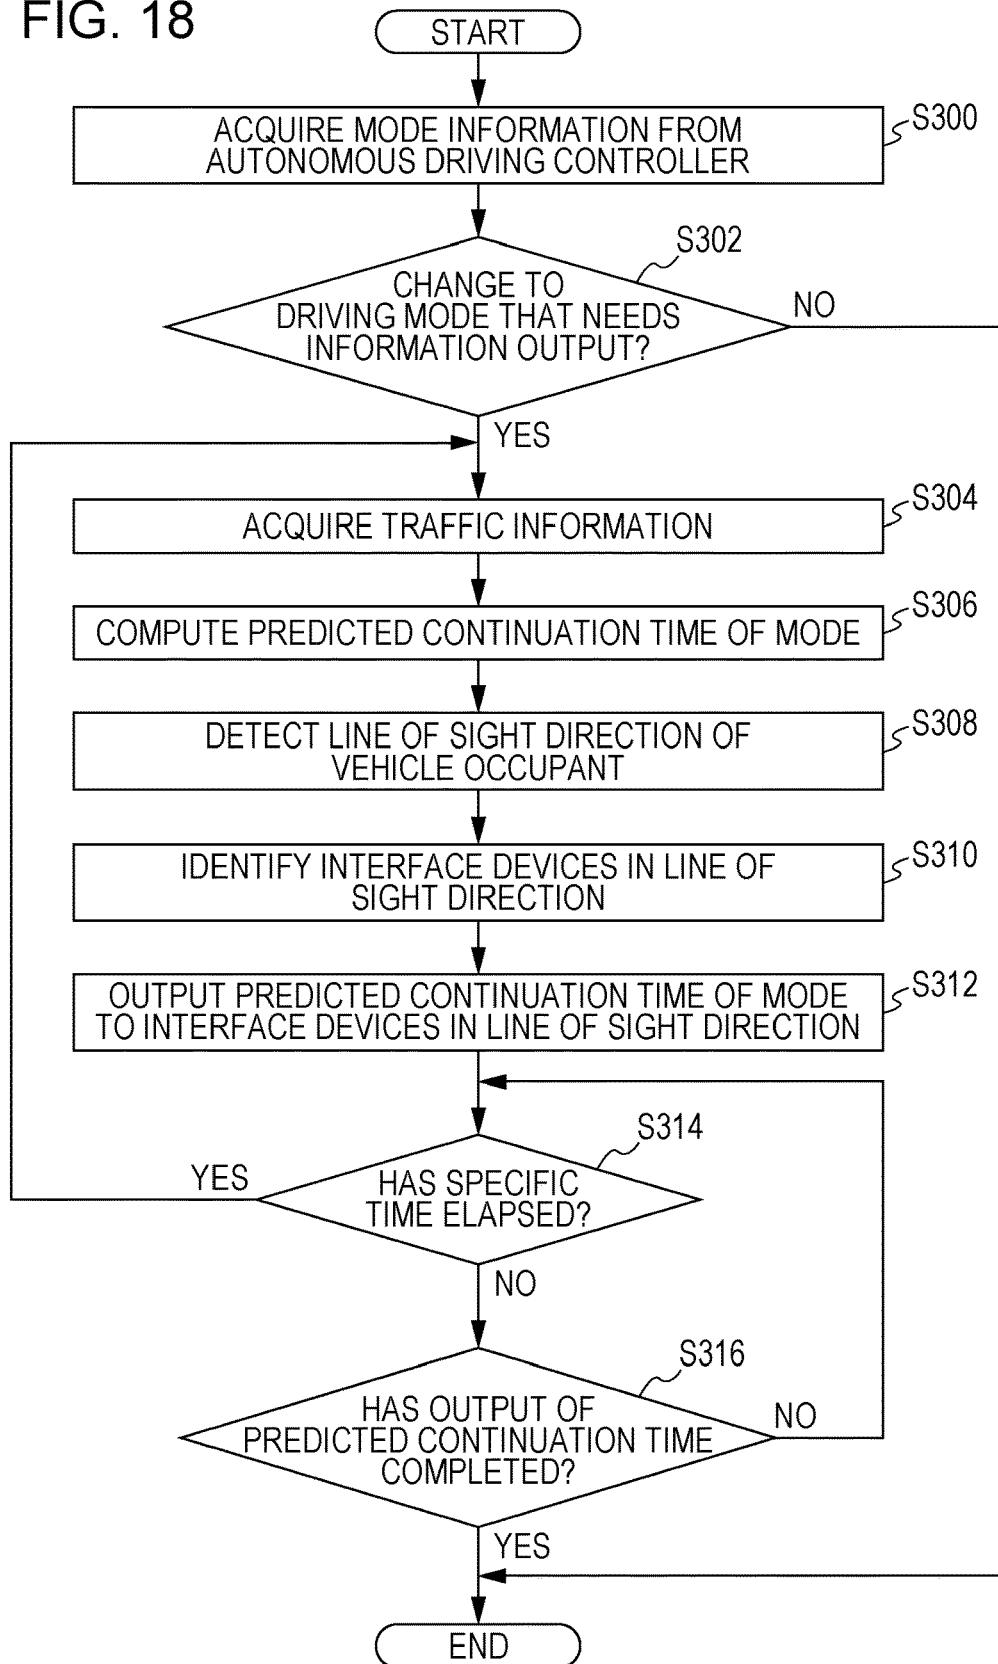 FIG. 18
START
ACQUIRE MODE INFORMATION FROM
AUTONOMOUS DRIVING CONTROLLER
S300
S302
CHANGE TO
DRIVING MODE THAT NEEDS
INFORMATION OUTPUT?
NO
YES
S304
ACQUIRE TRAFFIC INFORMATION
S306
COMPUTE PREDICTED CONTINUATION TIME OF MODE
S308
DETECT LINE OF SIGHT DIRECTION OF
VEHICLE OCCUPANT
S310
IDENTIFY INTERFACE DEVICES IN LINE OF
SIGHT DIRECTION
S312
OUTPUT PREDICTED CONTINUATION TIME OF MODE
TO INTERFACE DEVICES IN LINE OF SIGHT DIRECTION
S314
YES
HAS SPECIFIC
TIME ELAPSED?
NO
S316
HAS OUTPUT OF
PREDICTED CONTINUATION TIME
COMPLETED?
NO
YES
END